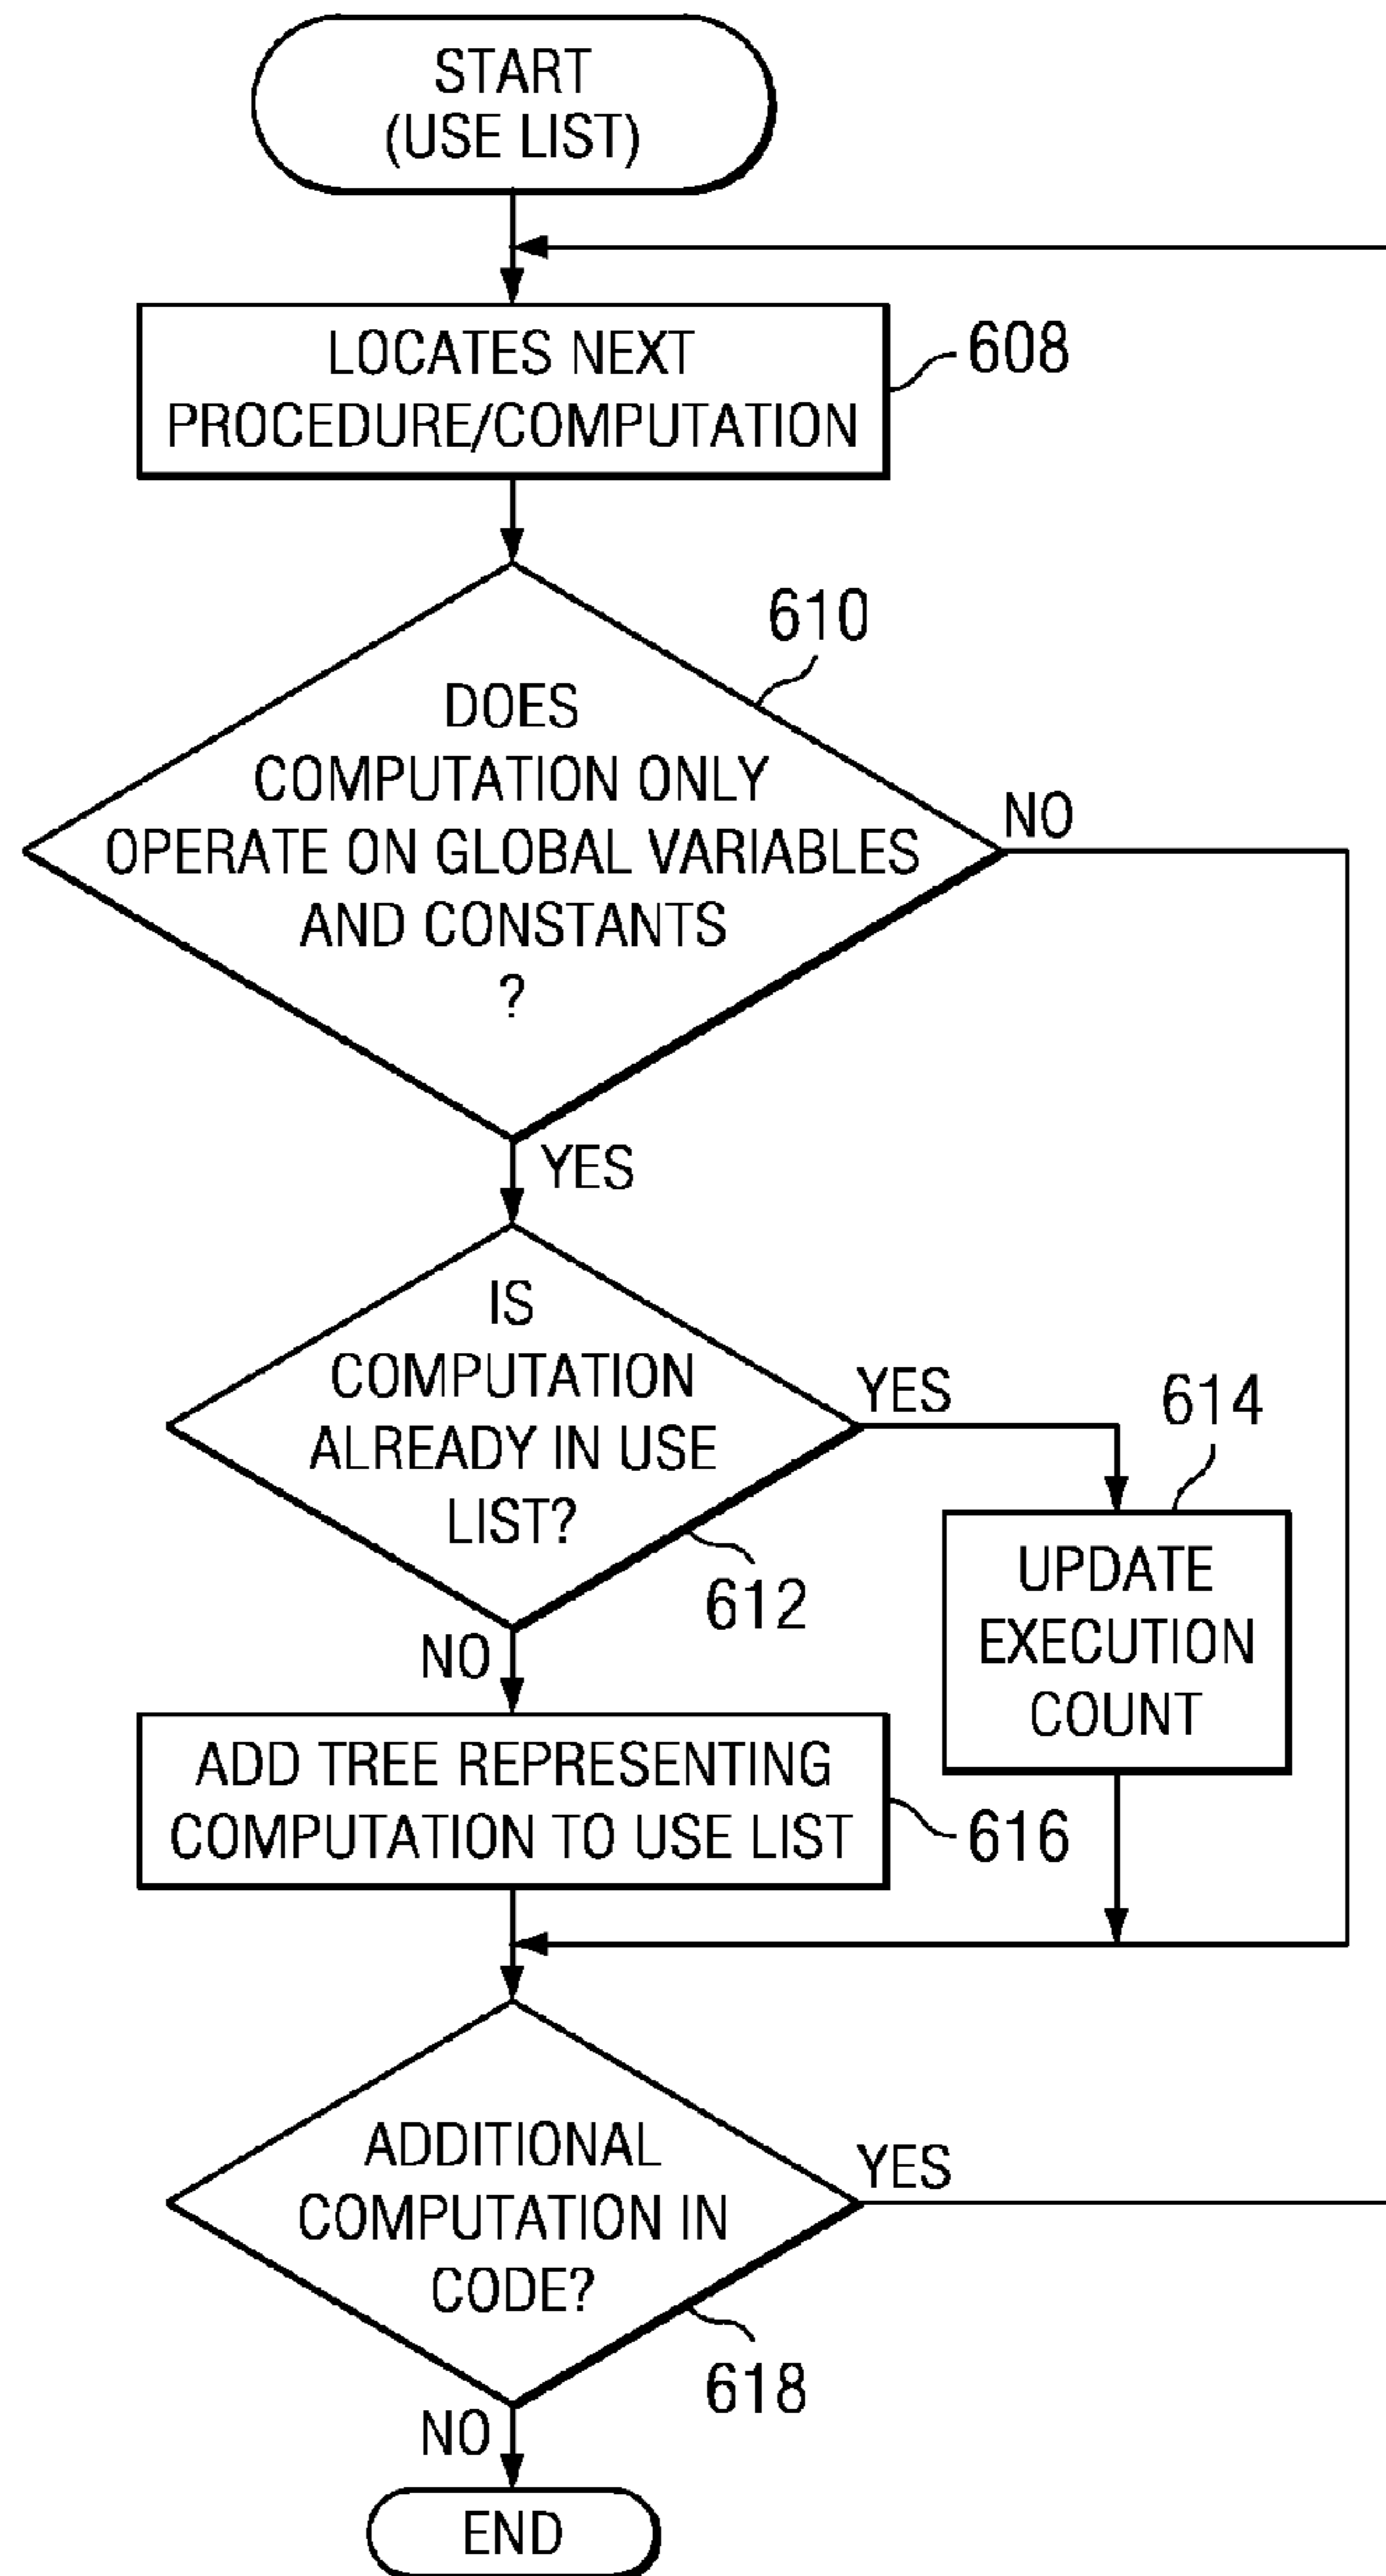 START
(USE LIST)
LOCATES NEXT
PROCEDURE/COMPUTATION
608
610
DOES
COMPUTATION ONLY
OPERATE ON GLOBAL VARIABLES
AND CONSTANTS
?
NO
YES
IS
COMPUTATION
ALREADY IN USE
LIST?
YES
614
612
UPDATE
EXECUTION
COUNT
NO
ADD TREE REPRESENTING
COMPUTATION TO USE LIST
616
ADDITIONAL
COMPUTATION IN
CODE?
YES
618
NO
END